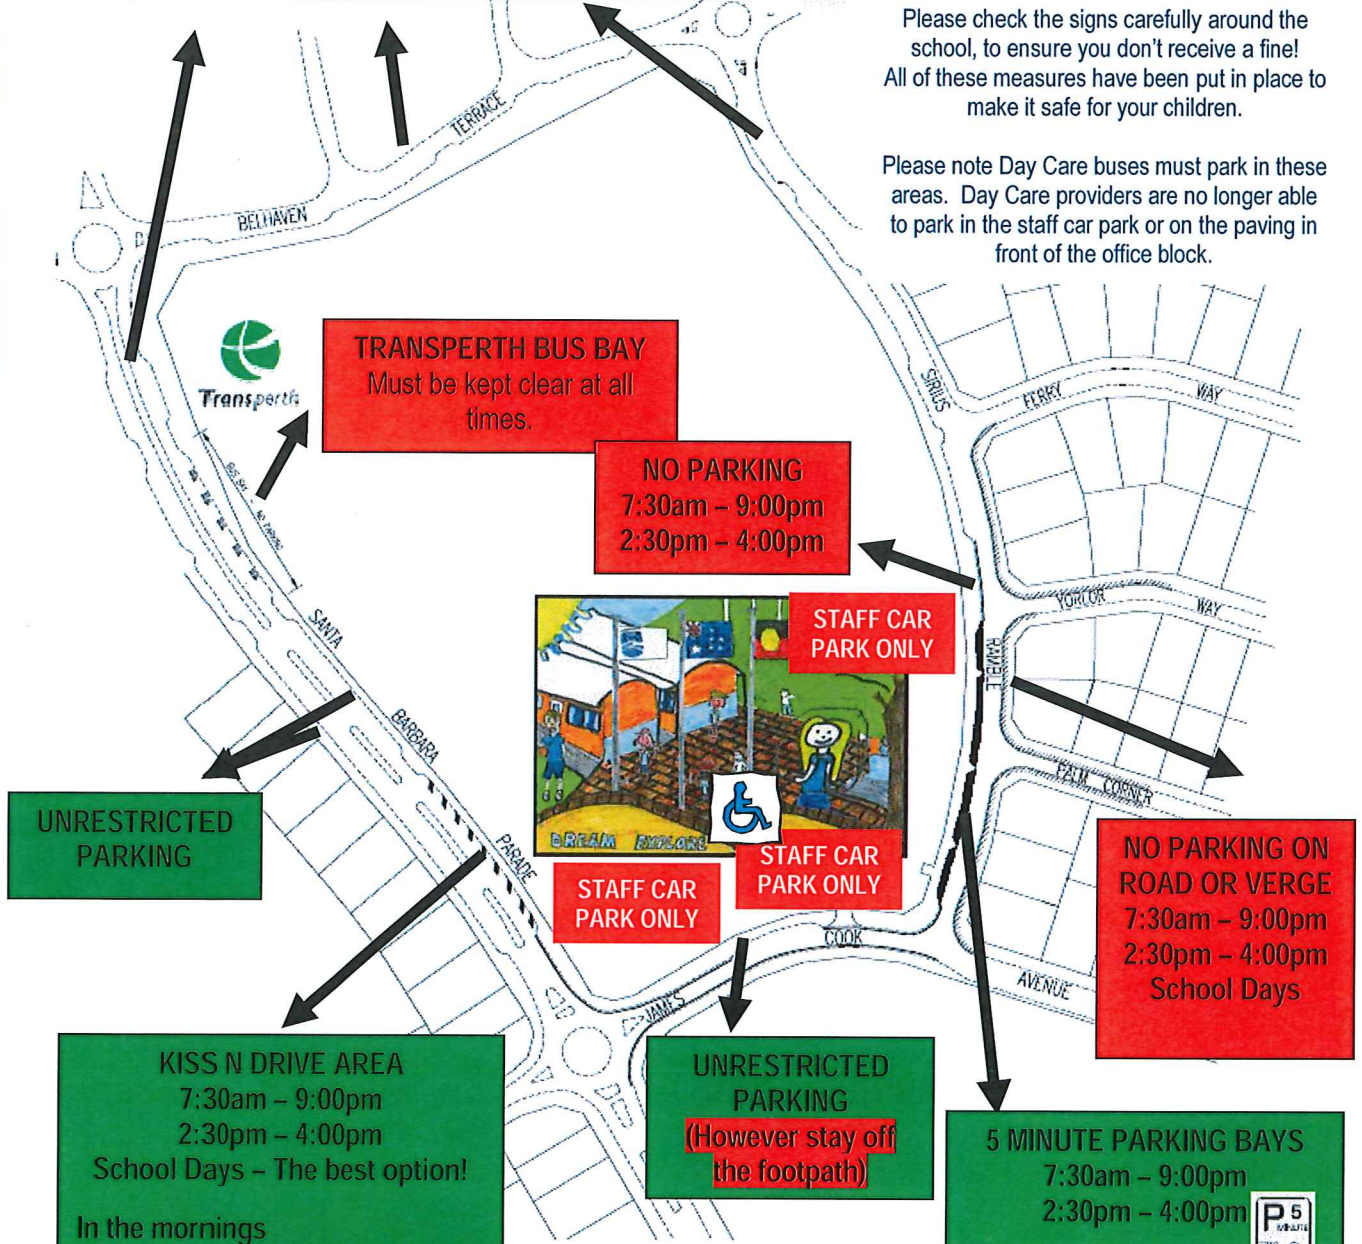 Please check the signs carefully around the
school, to ensure you don't receive a fine!
All of these measures have been put in place to
make it safe for your children.
Please note Day Care buses must park in these
areas. Day Care providers are no longer able
to park in the staff car park or on the paving in
front of the office block.
TERRACE
BELHAVEN
Transperth
TRANSPERTH BUS BAY
Must be kept clear at all
times.
SIRIUS
FERRY WAY
NO PARKING
7:30am – 9:00pm
2:30pm – 4:00pm
BUS BAY NO PARKING
SANTA
BARBARA
PARADE
YORLOR WAY
RAMBLE
PALM CORNER
STAFF CAR
PARK ONLY
DREAM EXPLORE
STAFF CAR
PARK ONLY
STAFF CAR
PARK ONLY
UNRESTRICTED
PARKING
NO PARKING ON
ROAD OR VERGE
7:30am – 9:00pm
2:30pm – 4:00pm
School Days
JAMES
COOK
AVENUE
KISS N DRIVE AREA
7:30am – 9:00pm
2:30pm – 4:00pm
School Days – The best option!
In the mornings
UNRESTRICTED
PARKING
(However stay off
the footpath)
5 MINUTE PARKING BAYS
7:30am – 9:00pm
2:30pm – 4:00pm
P 5
MINUTE